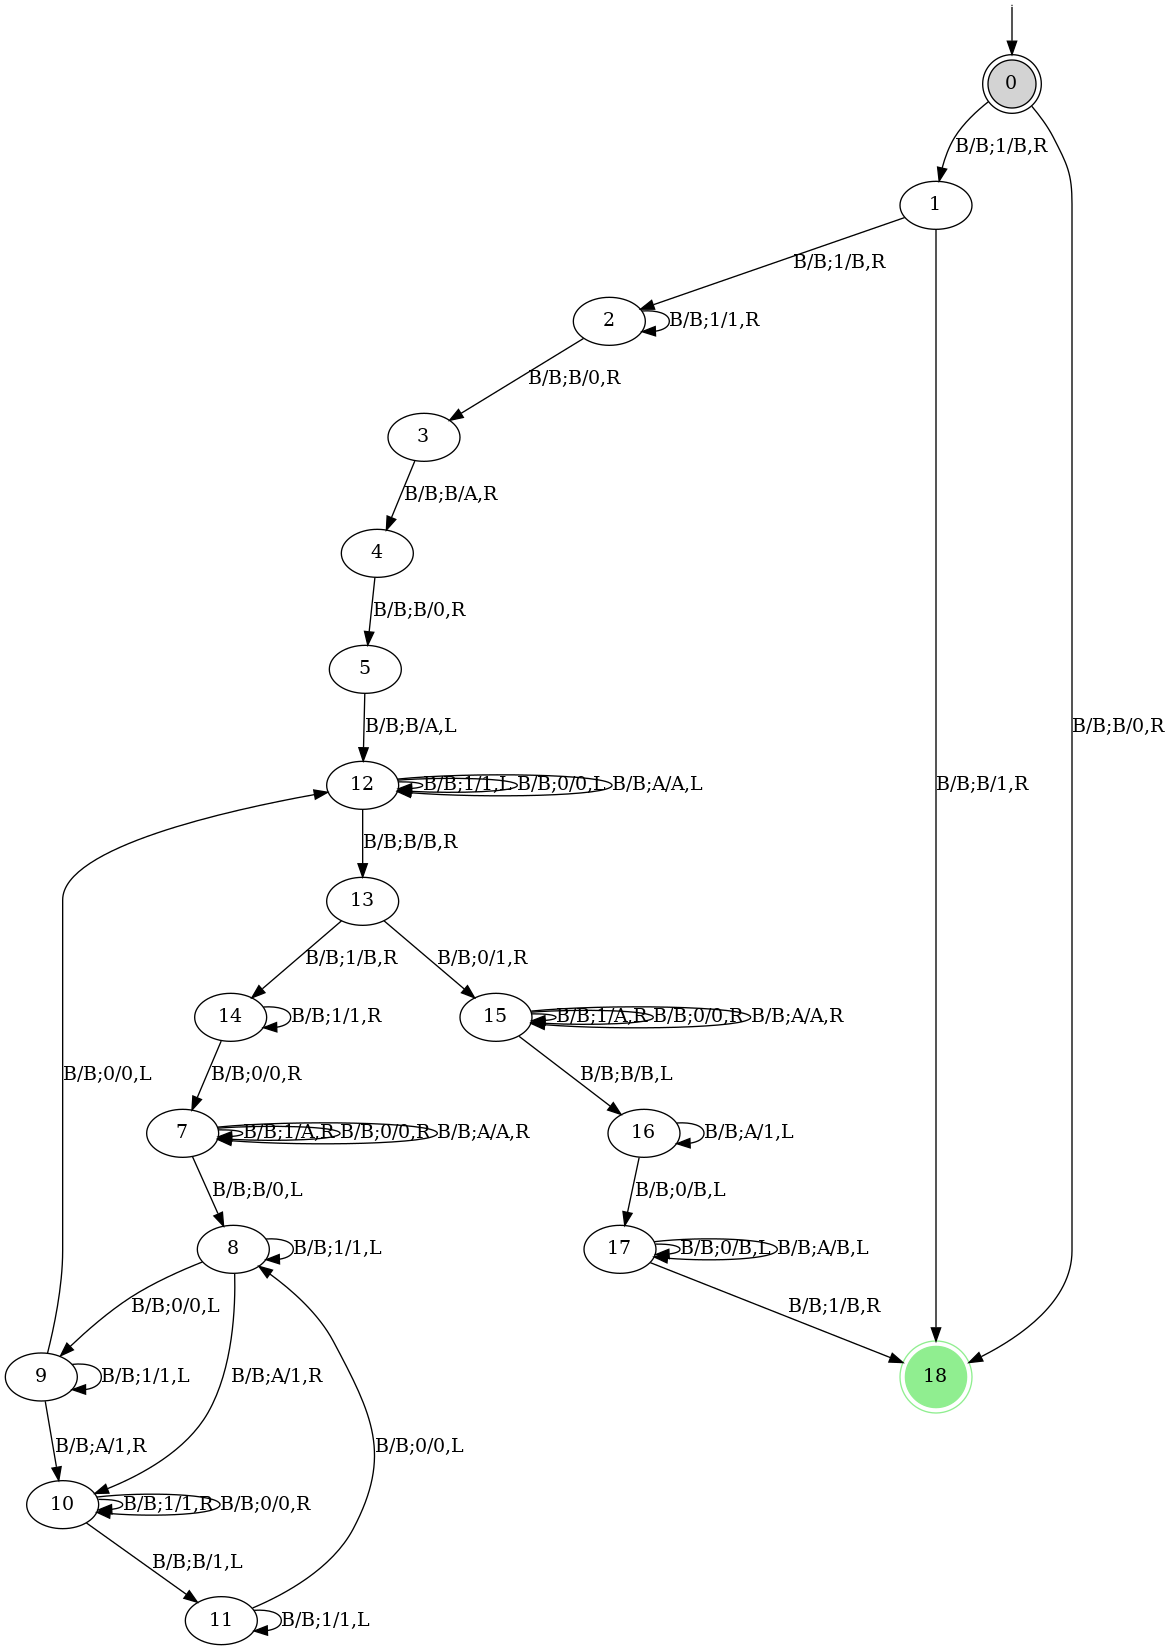 0
B/B;1/B,R
1
B/B;1/B,R
2
B/B;1/1,R
B/B;B/0,R
3
B/B;B/A,R
4
B/B;B/0,R
5
B/B;B/A,L
B/B;B/0,R
12
B/B;1/1,L
B/B;0/0,L
B/B;A/A,L
B/B;B/1,R
B/B;B/B,R
13
B/B;1/B,R
B/B;0/1,R
14
B/B;1/1,R
15
B/B;1/A,R
B/B;0/0,R
B/B;A/A,R
B/B;0/0,L
B/B;0/0,R
B/B;B/B,L
7
B/B;1/A,R
B/B;0/0,R
B/B;A/A,R
16
B/B;A/1,L
B/B;B/0,L
B/B;0/B,L
8
B/B;1/1,L
17
B/B;0/B,L
B/B;A/B,L
B/B;0/0,L
B/B;1/B,R
9
B/B;1/1,L
B/B;A/1,R
18
B/B;A/1,R
B/B;0/0,L
10
B/B;1/1,R
B/B;0/0,R
B/B;B/1,L
11
B/B;1/1,L